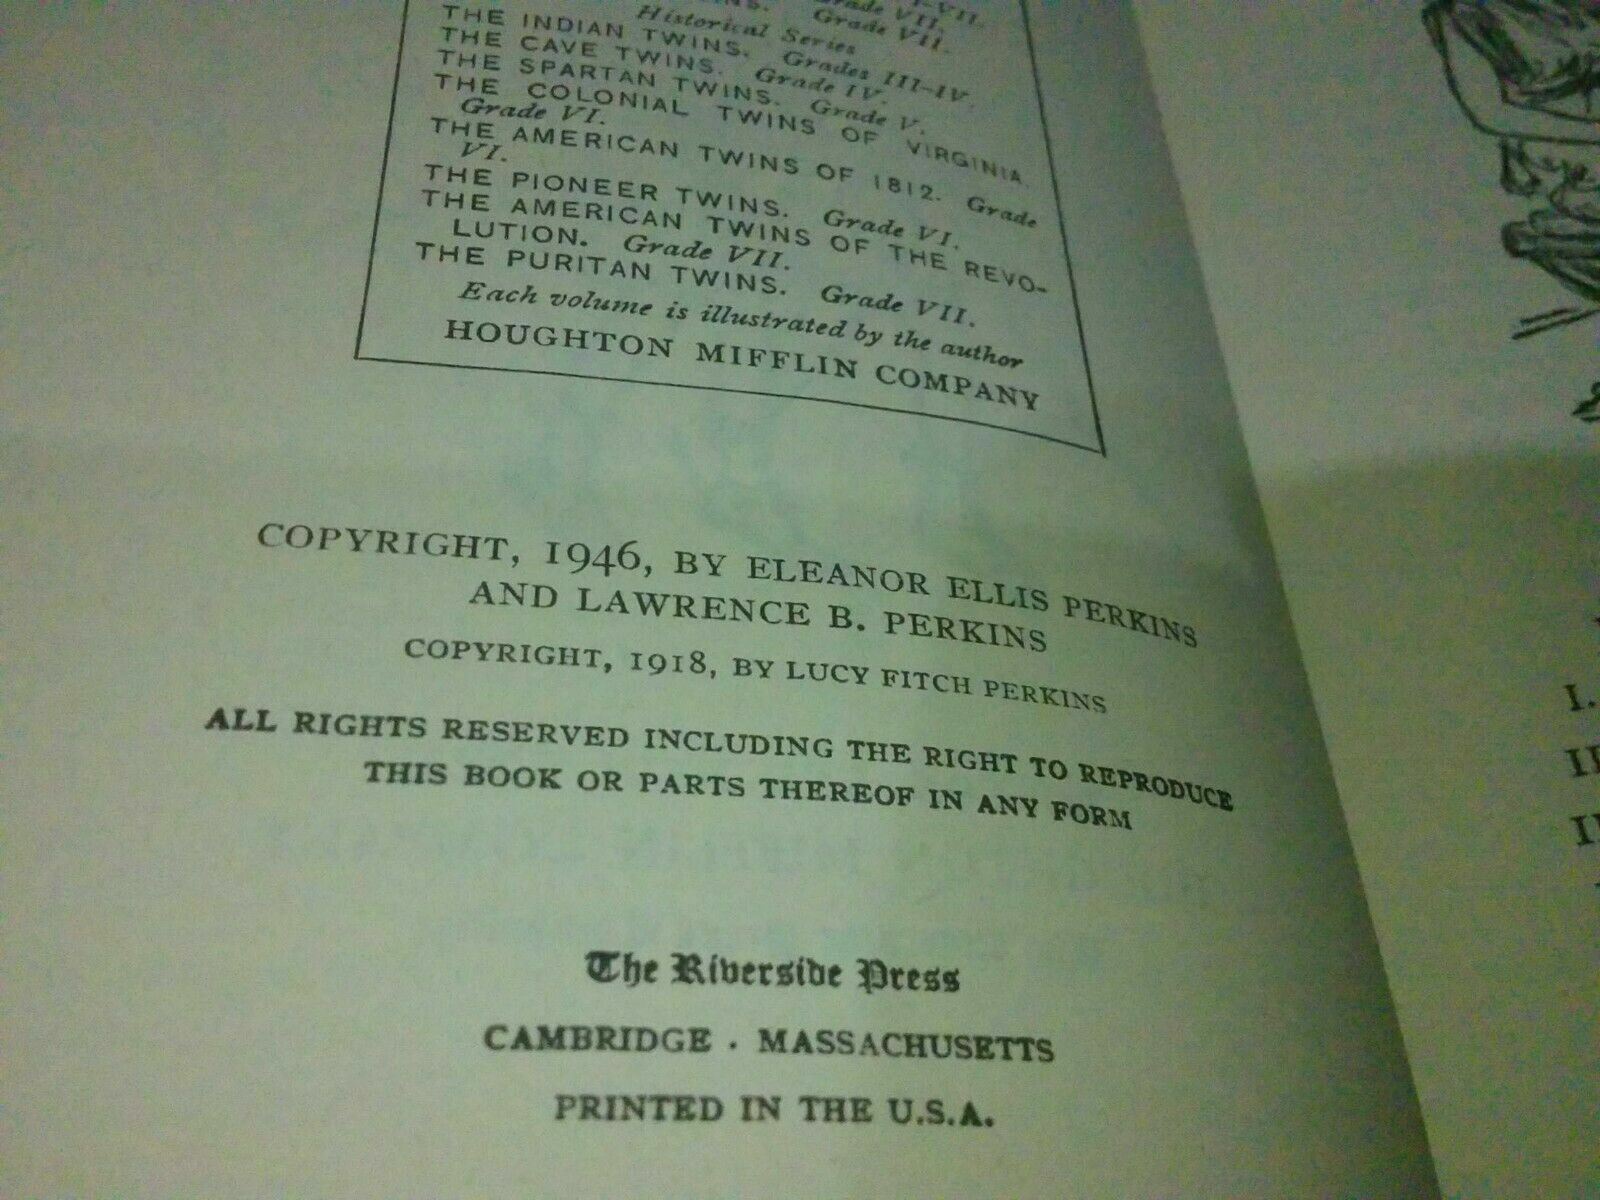 I-VII.
Grade VII.
Grade VII.
Historical Series
THE INDIAN TWINS. Grades III-IV.
THE CAVE TWINS. Grade IV.
THE SPARTAN TWINS. Grade V.
THE COLONIAL TWINS OF VIRGINIA.
Grade VI.
THE AMERICAN TWINS OF 1812. Grade
VI.
THE PIONEER TWINS. Grade VI.
THE AMERICAN TWINS OF THE REVO-
LUTION. Grade VII.
THE PURITAN TWINS. Grade VII.
Each volume is illustrated by the author
HOUGHTON MIFFLIN COMPANY
COPYRIGHT, 1946, BY ELEANOR ELLIS PERKINS
AND LAWRENCE B. PERKINS
COPYRIGHT, 1918, BY LUCY FITCH PERKINS
ALL RIGHTS RESERVED INCLUDING THE RIGHT TO REPRODUCE
THIS BOOK OR PARTS THEREOF IN ANY FORM
The Riverside Press
CAMBRIDGE · MASSACHUSETTS
PRINTED IN THE U.S.A.
I.